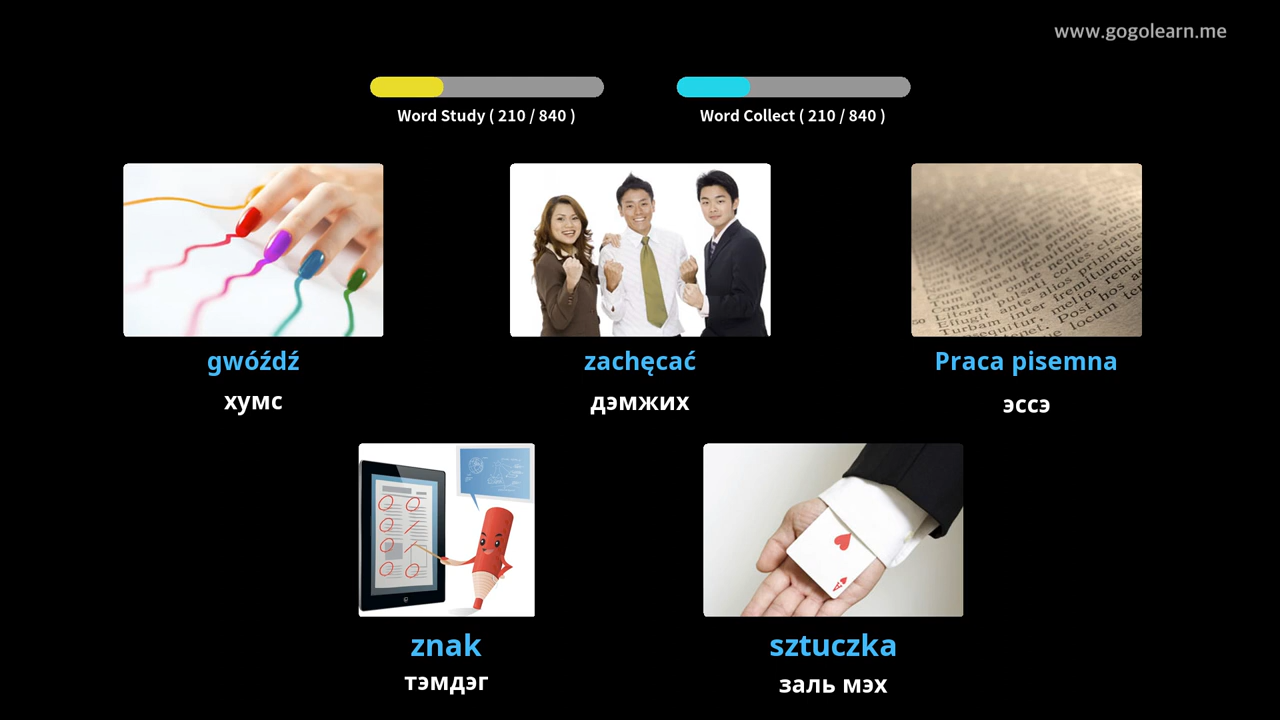 www.gogolearn.me
Word Study ( 210 / 840 )
Word Collect ( 210 / 840 )
gwóźdź
хумс
zachęcać
дэмжих
Praca pisemna
эссэ
znak
тэмдэг
sztuczka
заль мэх